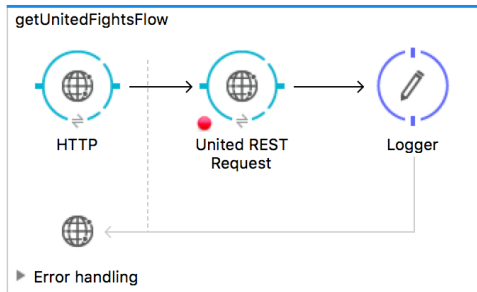 getUnitedFightsFlow
HTTP
United REST
Request
Logger
Error handling